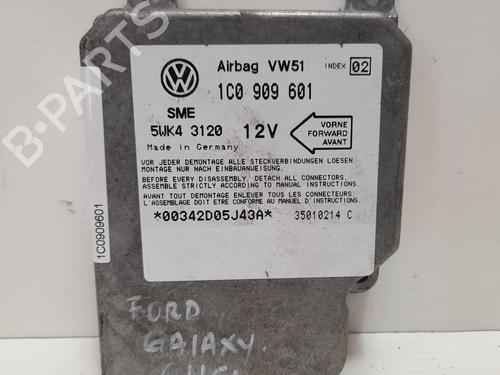 Airbag VW51 INDEX 02
VW
1C0 909 601
SME
5WK4 3120 12V
VORNE
FORWARD
AVANT
Made in Germany
VOR JEDER DEMONTAGE ALLE STECKVERBINDUNGEN LOESEN.
MONTAGE NUR NACH EINBAUANLEITUNG.
BEFORE EVERY DISASSEMBLY, DETACH ALL CONNECTORS.
ASSEMBLE STRICTLY ACCORDING TO MANUAL INSTRUCTIONS.
AVANT TOUT DEMONTAGE ENLEVER TOUS LES CONNECTEURS.
L'ASSEMBLAGE DOIT ETRE CONFORME AU MANUEL D'INSTRUCTIONS.
*00342D05J43A* 35010214 C
1C0909601
FORD
GALAXY
B-PARTS